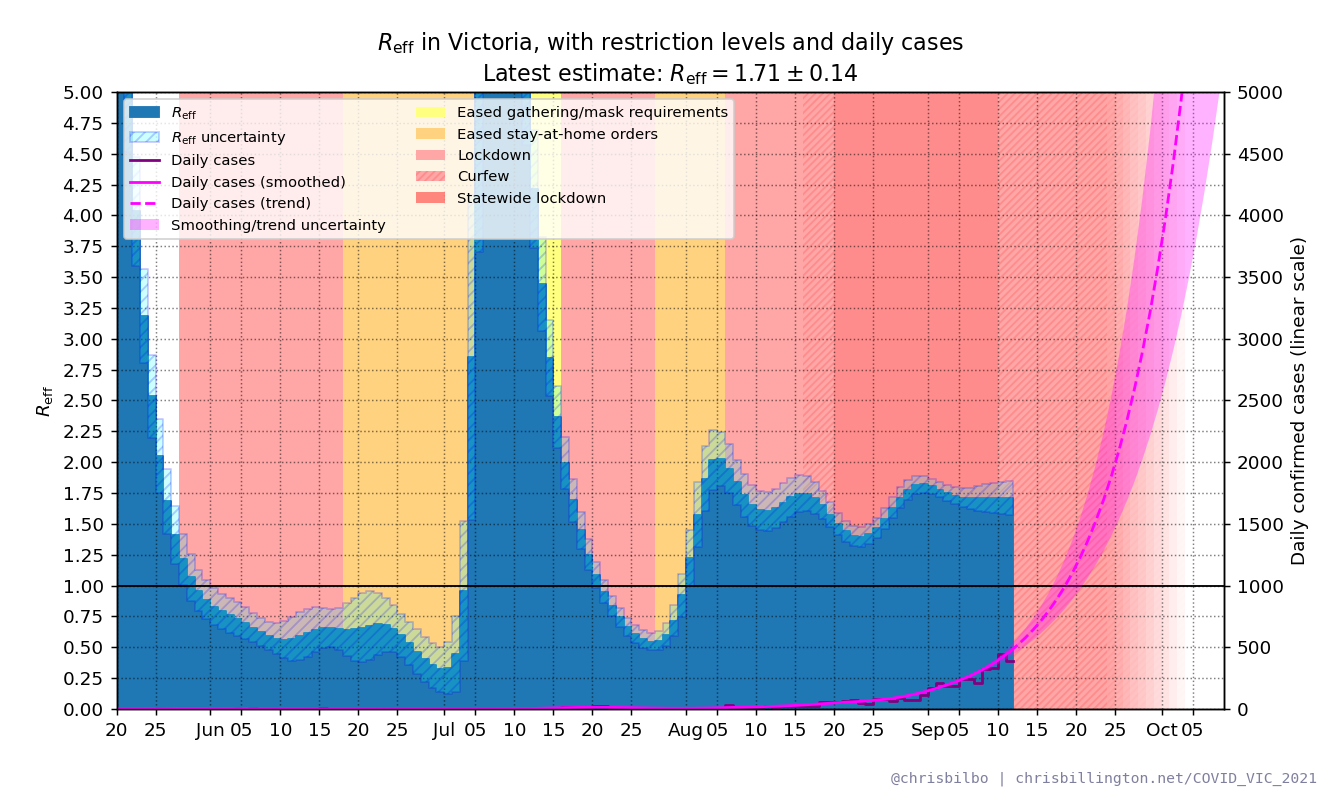 Reff in Victoria, with restriction levels and daily cases
Latest estimate: Reff = 1.71 ± 0.14
Reff
Reff uncertainty
Daily cases
Daily cases (smoothed)
Daily cases (trend)
Smoothing/trend uncertainty
Eased gathering/mask requirements
Eased stay-at-home orders
Lockdown
Curfew
Statewide lockdown
Reff
5.00
4.75
4.50
4.25
4.00
3.75
3.50
3.25
3.00
2.75
2.50
2.25
2.00
1.75
1.50
1.25
1.00
0.75
0.50
0.25
0.00
5000
4500
4000
3500
3000
2500
2000
1500
1000
500
0
Daily confirmed cases (linear scale)
20 25 Jun 05 10 15 20 25 Jul 05 10 15 20 25 Aug 05 10 15 20 25 Sep 05 10 15 20 25 Oct 05
@chrisbilbo | chrisbillington.net/COVID_VIC_2021